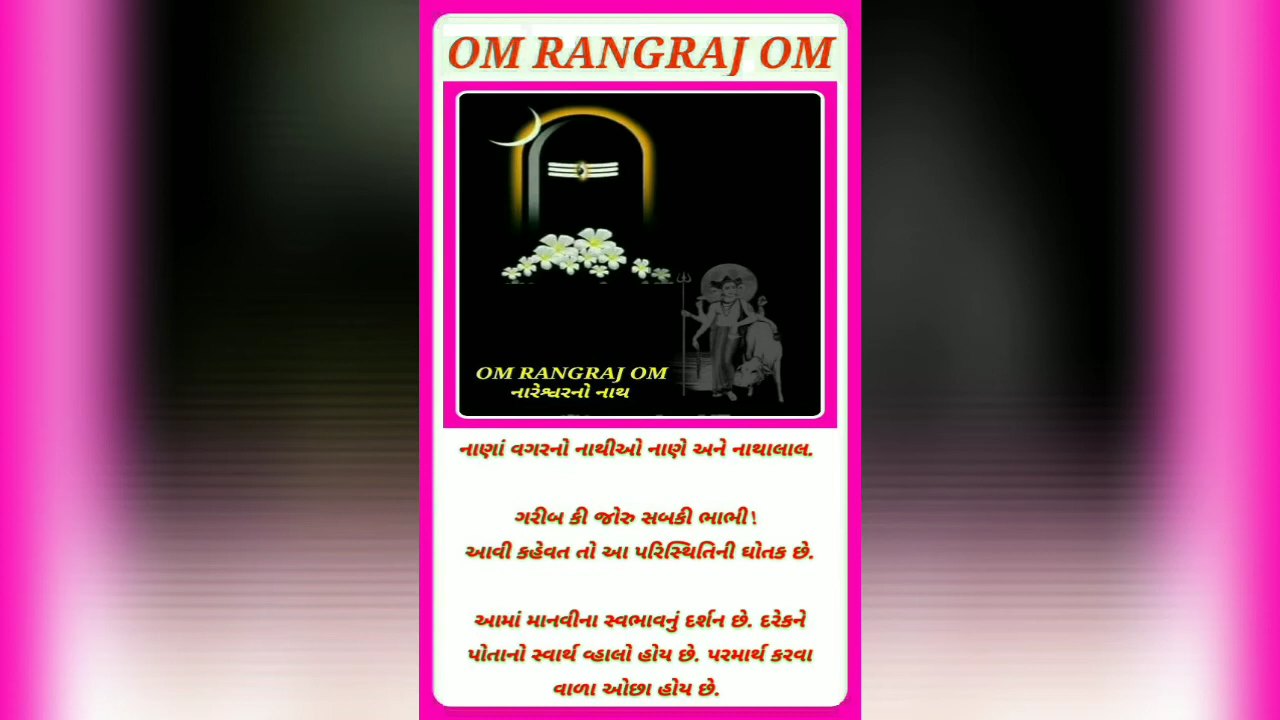 OM RANGRAJ OM
OM RANGRAJ OM
નારેશ્વરનો નાથ
નાણાં વગરનો નાથીઓ નાણે અને નાથાલાલ.
ગરીબ કી જોરુ સબકી ભાભી!
આવી કહેવત તો આ પરિસ્થિતિની ઘોતક છે.
આમાં માનવીના સ્વભાવનું દર્શન છે. દરેકને
પોતાનો સ્વાર્થ વ્હાલો હોય છે. પરમાર્થ કરવા
વાળા ઓછા હોય છે.